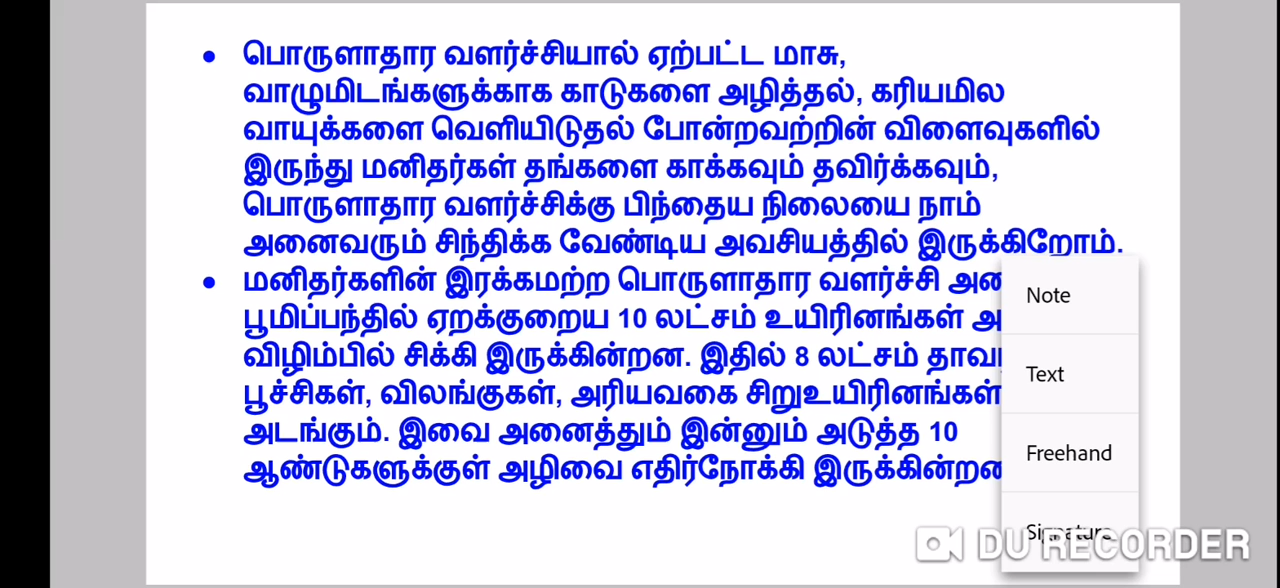 பொருளாதார வளர்ச்சியால் ஏற்பட்ட மாசு,
வாழுமிடங்களுக்காக காடுகளை அழித்தல், கரியமில
வாயுக்களை வெளியிடுதல் போன்றவற்றின் விளைவுகளில்
இருந்து மனிதர்கள் தங்களை காக்கவும் தவிர்க்கவும்,
பொருளாதார வளர்ச்சிக்கு பிந்தைய நிலையை நாம்
அனைவரும் சிந்திக்க வேண்டிய அவசியத்தில் இருக்கிறோம்.
மனிதர்களின் இரக்கமற்ற பொருளாதார வளர்ச்சி
பூமிப்பந்தில் ஏறக்குறைய 10 லட்சம் உயிரினங்கள்
விழிம்பில் சிக்கி இருக்கின்றன. இதில் 8 லட்சம்
பூச்சிகள், விலங்குகள், அரியவகை சிறுஉயிரினங்கள்
அடங்கும். இவை அனைத்தும் இன்னும் அடுத்த 10
ஆண்டுகளுக்குள் அழிவை எதிர்நோக்கி
Note
Text
Freehand
Signature
DU RECORDER